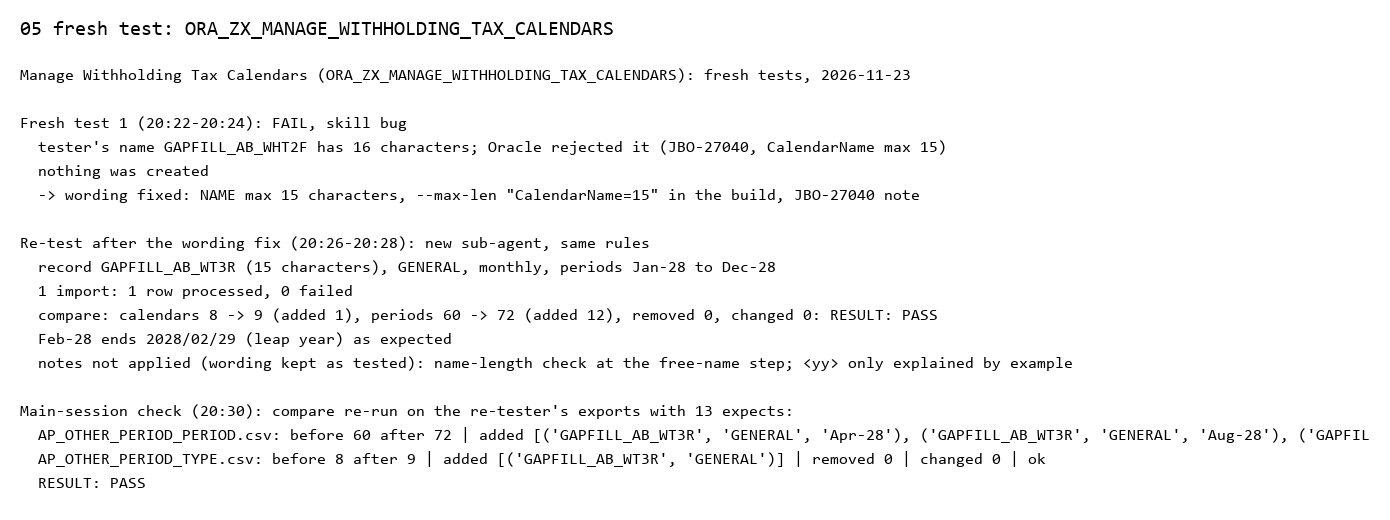 05 fresh test: ORA_ZX_MANAGE_WITHHOLDING_TAX_CALENDARS
Manage Withholding Tax Calendars (ORA_ZX_MANAGE_WITHHOLDING_TAX_CALENDARS): fresh tests, 2026-11-23
Fresh test 1 (20:22-20:24): FAIL, skill bug
tester's name GAPFILL_AB_WHT2F has 16 characters; Oracle rejected it (JBO-27040, CalendarName max 15)
nothing was created
-> wording fixed: NAME max 15 characters, --max-len "CalendarName=15" in the build, JBO-27040 note
Re-test after the wording fix (20:26-20:28): new sub-agent, same rules
record GAPFILL_AB_WT3R (15 characters), GENERAL, monthly, periods Jan-28 to Dec-28
1 import: 1 row processed, 0 failed
compare: calendars 8 -> 9 (added 1), periods 60 -> 72 (added 12), removed 0, changed 0: RESULT: PASS
Feb-28 ends 2028/02/29 (leap year) as expected
notes not applied (wording kept as tested): name-length check at the free-name step; <yy> only explained by example
Main-session check (20:30): compare re-run on the re-tester's exports with 13 expects:
AP_OTHER_PERIOD_PERIOD.csv: before 60 after 72 | added [('GAPFILL_AB_WT3R', 'GENERAL', 'Apr-28'), ('GAPFILL_AB_WT3R', 'GENERAL', 'Aug-28'), ('GAPFIL
AP_OTHER_PERIOD_TYPE.csv: before 8 after 9 | added [('GAPFILL_AB_WT3R', 'GENERAL')] | removed 0 | changed 0 | ok
RESULT: PASS